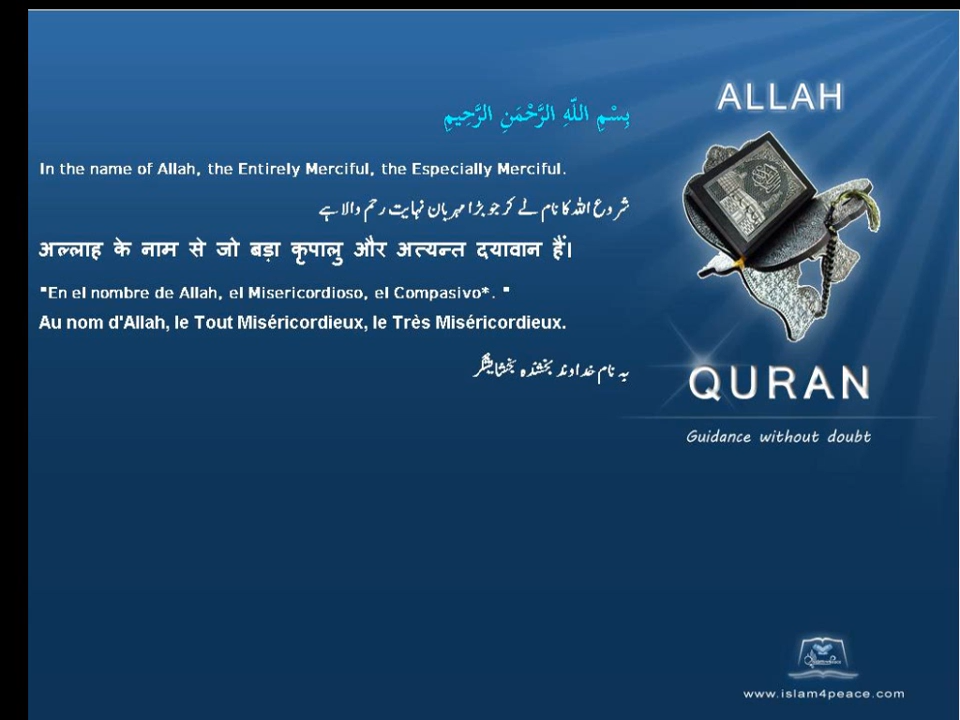 بِسْمِ اللَّهِ الرَّحْمَنِ الرَّحِيمِ
In the name of Allah, the Entirely Merciful, the Especially Merciful.
شروع اللہ کا نام لے کر جو بڑا مہربان نہایت رحم والا ہے
अल्लाह के नाम से जो बड़ा कृपालु और अत्यन्त दयावान हैं।
"En el nombre de Allah, el Misericordioso, el Compasivo*. "
Au nom d'Allah, le Tout Miséricordieux, le Très Miséricordieux.
به نام خداوند بخشنده بخشایشگر
ALLAH
QURAN
Guidance without doubt
www.islam4peace.com